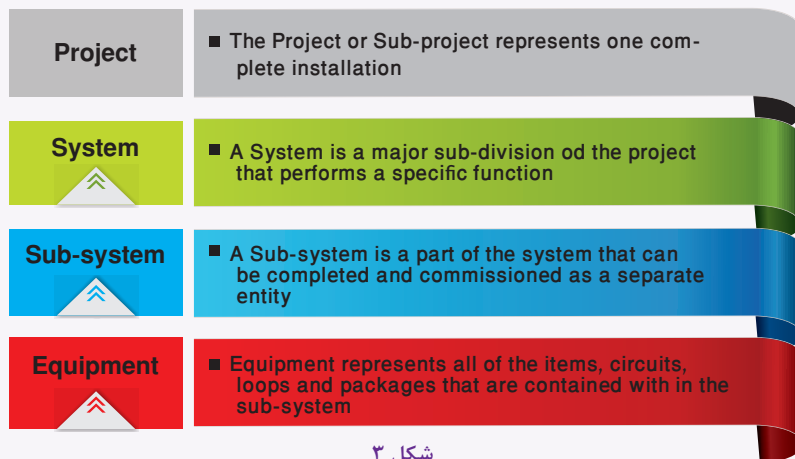 Project
■ The Project or Sub-project represents one com-
plete installation
System
■ A System is a major sub-division od the project
that performs a specific function
Sub-system
■ A Sub-system is a part of the system that can
be completed and commissioned as a separate
entity
Equipment
■ Equipment represents all of the items, circuits,
loops and packages that are contained with in the
sub-system
شکل ۳